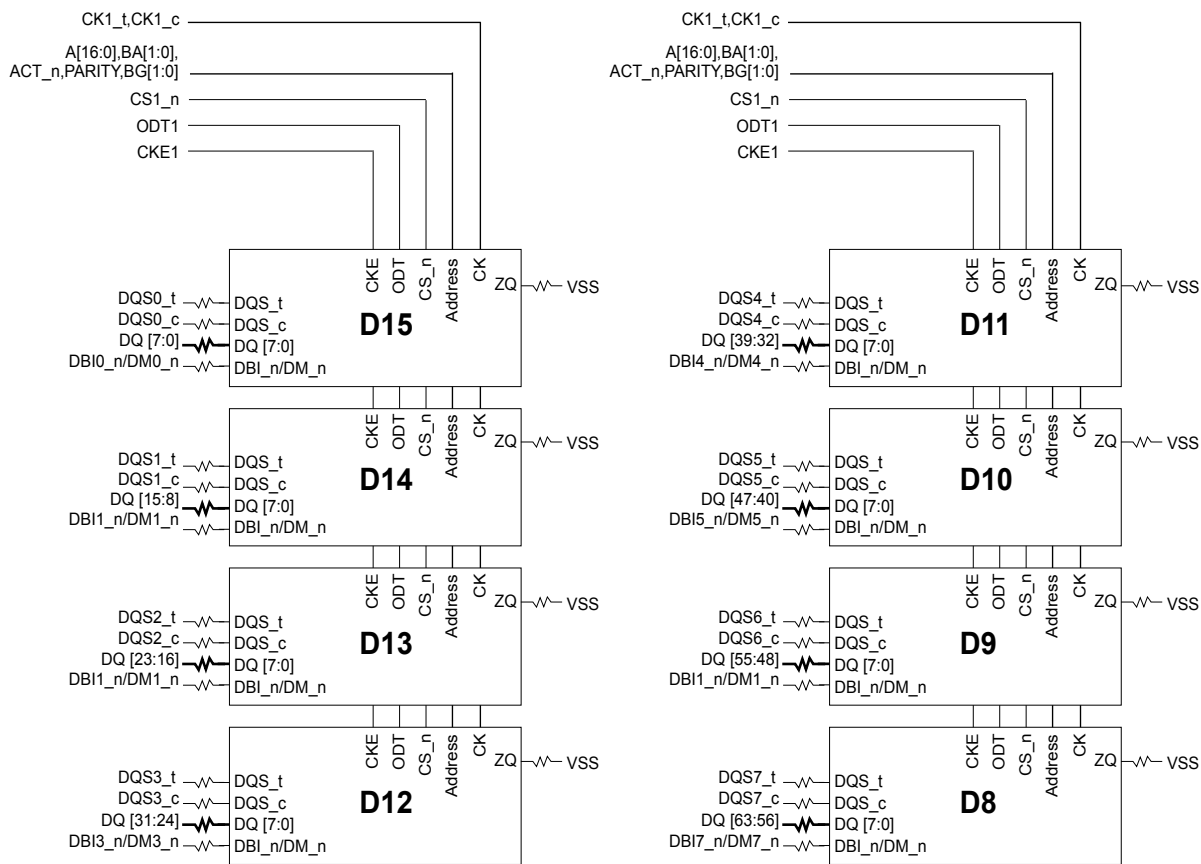 CK1_t,CK1_c
A[16:0],BA[1:0],
ACT_n,PARITY,BG[1:0]
CS1_n
ODT1
CKE1
CKE
ODT
CS_n
Address
CK
ZQ
VSS
DQS0_t
DQS0_c
DQ [7:0]
DBI0_n/DM0_n
DQS_t
DQS_c
DQ [7:0]
DBI_n/DM_n
D15
CKE
ODT
CS_n
Address
CK
ZQ
VSS
DQS1_t
DQS1_c
DQ [15:8]
DBI1_n/DM1_n
DQS_t
DQS_c
DQ [7:0]
DBI_n/DM_n
D14
CKE
ODT
CS_n
Address
CK
ZQ
VSS
DQS2_t
DQS2_c
DQ [23:16]
DBI1_n/DM1_n
DQS_t
DQS_c
DQ [7:0]
DBI_n/DM_n
D13
CKE
ODT
CS_n
Address
CK
ZQ
VSS
DQS3_t
DQS3_c
DQ [31:24]
DBI3_n/DM3_n
DQS_t
DQS_c
DQ [7:0]
DBI_n/DM_n
D12
CK1_t,CK1_c
A[16:0],BA[1:0],
ACT_n,PARITY,BG[1:0]
CS1_n
ODT1
CKE1
CKE
ODT
CS_n
Address
CK
ZQ
VSS
DQS4_t
DQS4_c
DQ [39:32]
DBI4_n/DM4_n
DQS_t
DQS_c
DQ [7:0]
DBI_n/DM_n
D11
CKE
ODT
CS_n
Address
CK
ZQ
VSS
DQS5_t
DQS5_c
DQ [47:40]
DBI5_n/DM5_n
DQS_t
DQS_c
DQ [7:0]
DBI_n/DM_n
D10
CKE
ODT
CS_n
Address
CK
ZQ
VSS
DQS6_t
DQS6_c
DQ [55:48]
DBI1_n/DM1_n
DQS_t
DQS_c
DQ [7:0]
DBI_n/DM_n
D9
CKE
ODT
CS_n
Address
CK
ZQ
VSS
DQS7_t
DQS7_c
DQ [63:56]
DBI7_n/DM7_n
DQS_t
DQS_c
DQ [7:0]
DBI_n/DM_n
D8